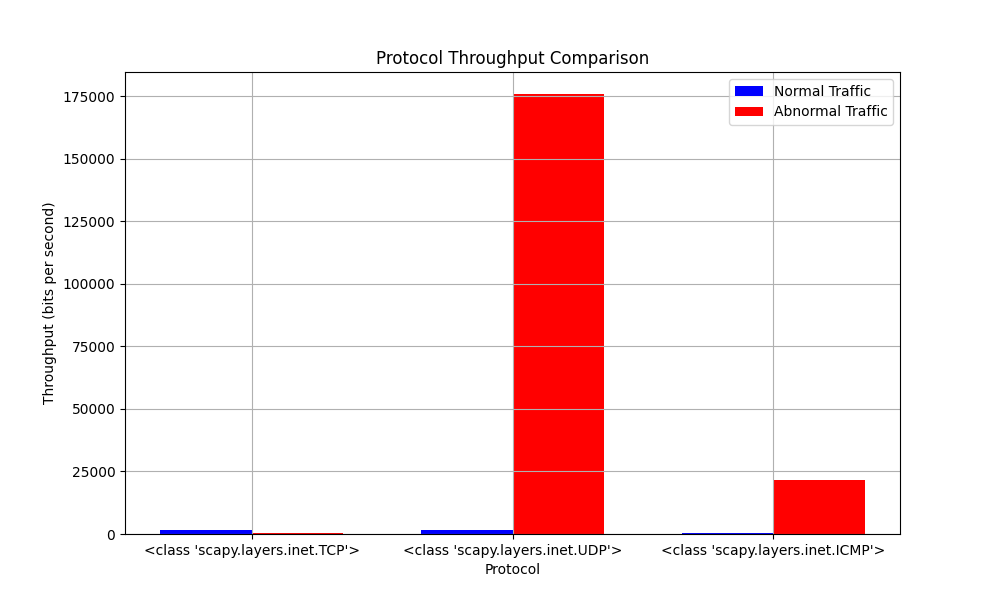 Protocol Throughput Comparison
Normal Traffic
Abnormal Traffic
175000
150000
125000
100000
75000
50000
25000
0
Throughput (bits per second)
<class 'scapy.layers.inet.TCP'>
<class 'scapy.layers.inet.UDP'>
<class 'scapy.layers.inet.ICMP'>
Protocol